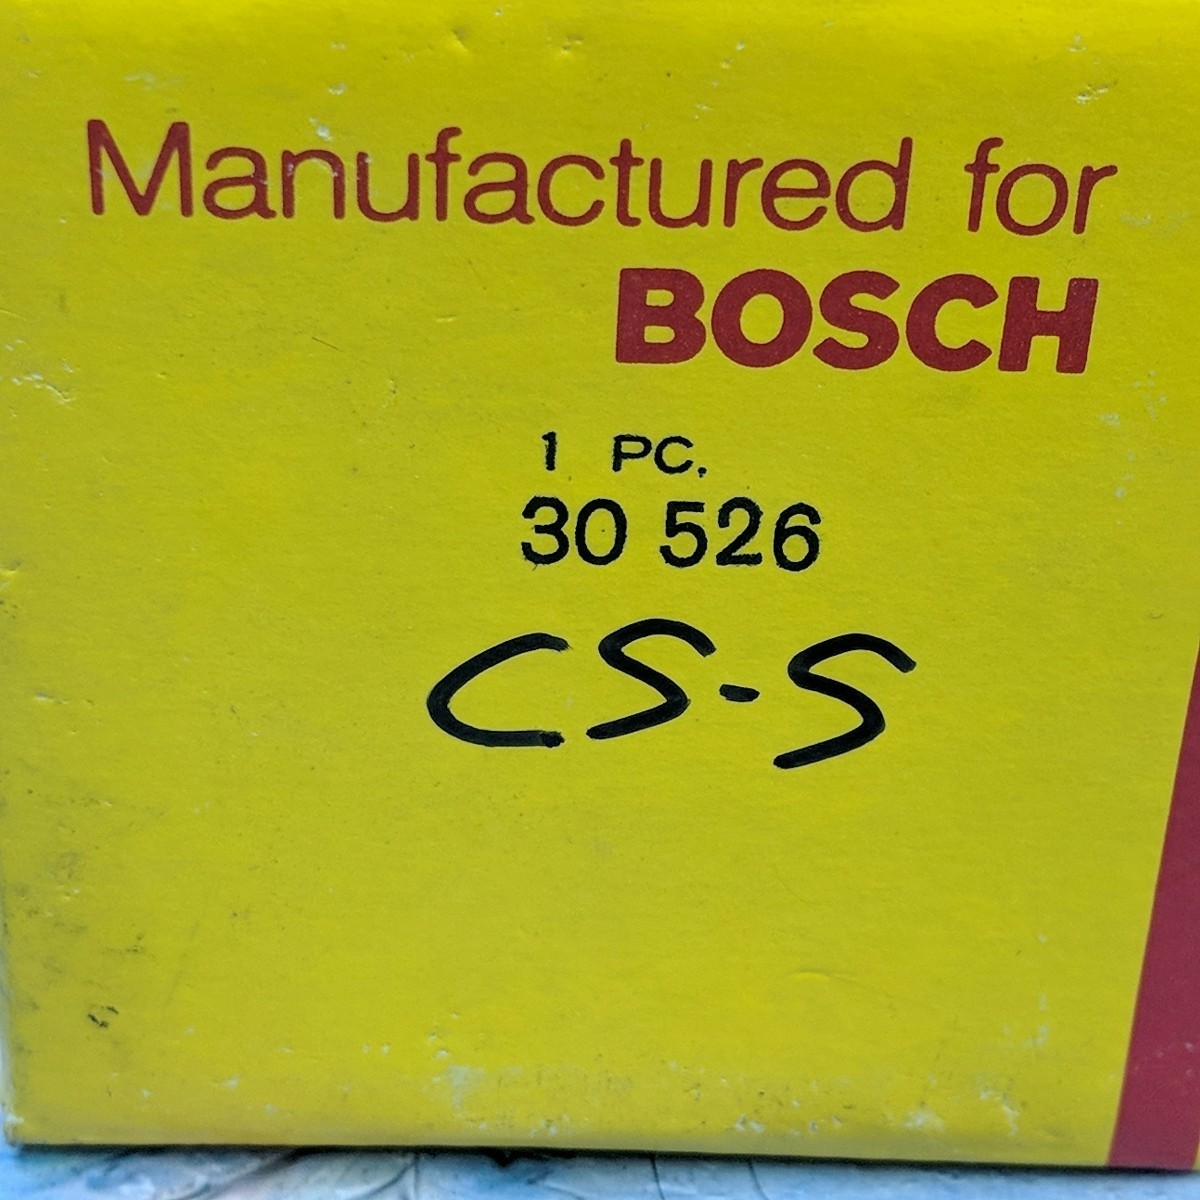 Manufactured for
BOSCH
1 PC.
30 526
CS-S